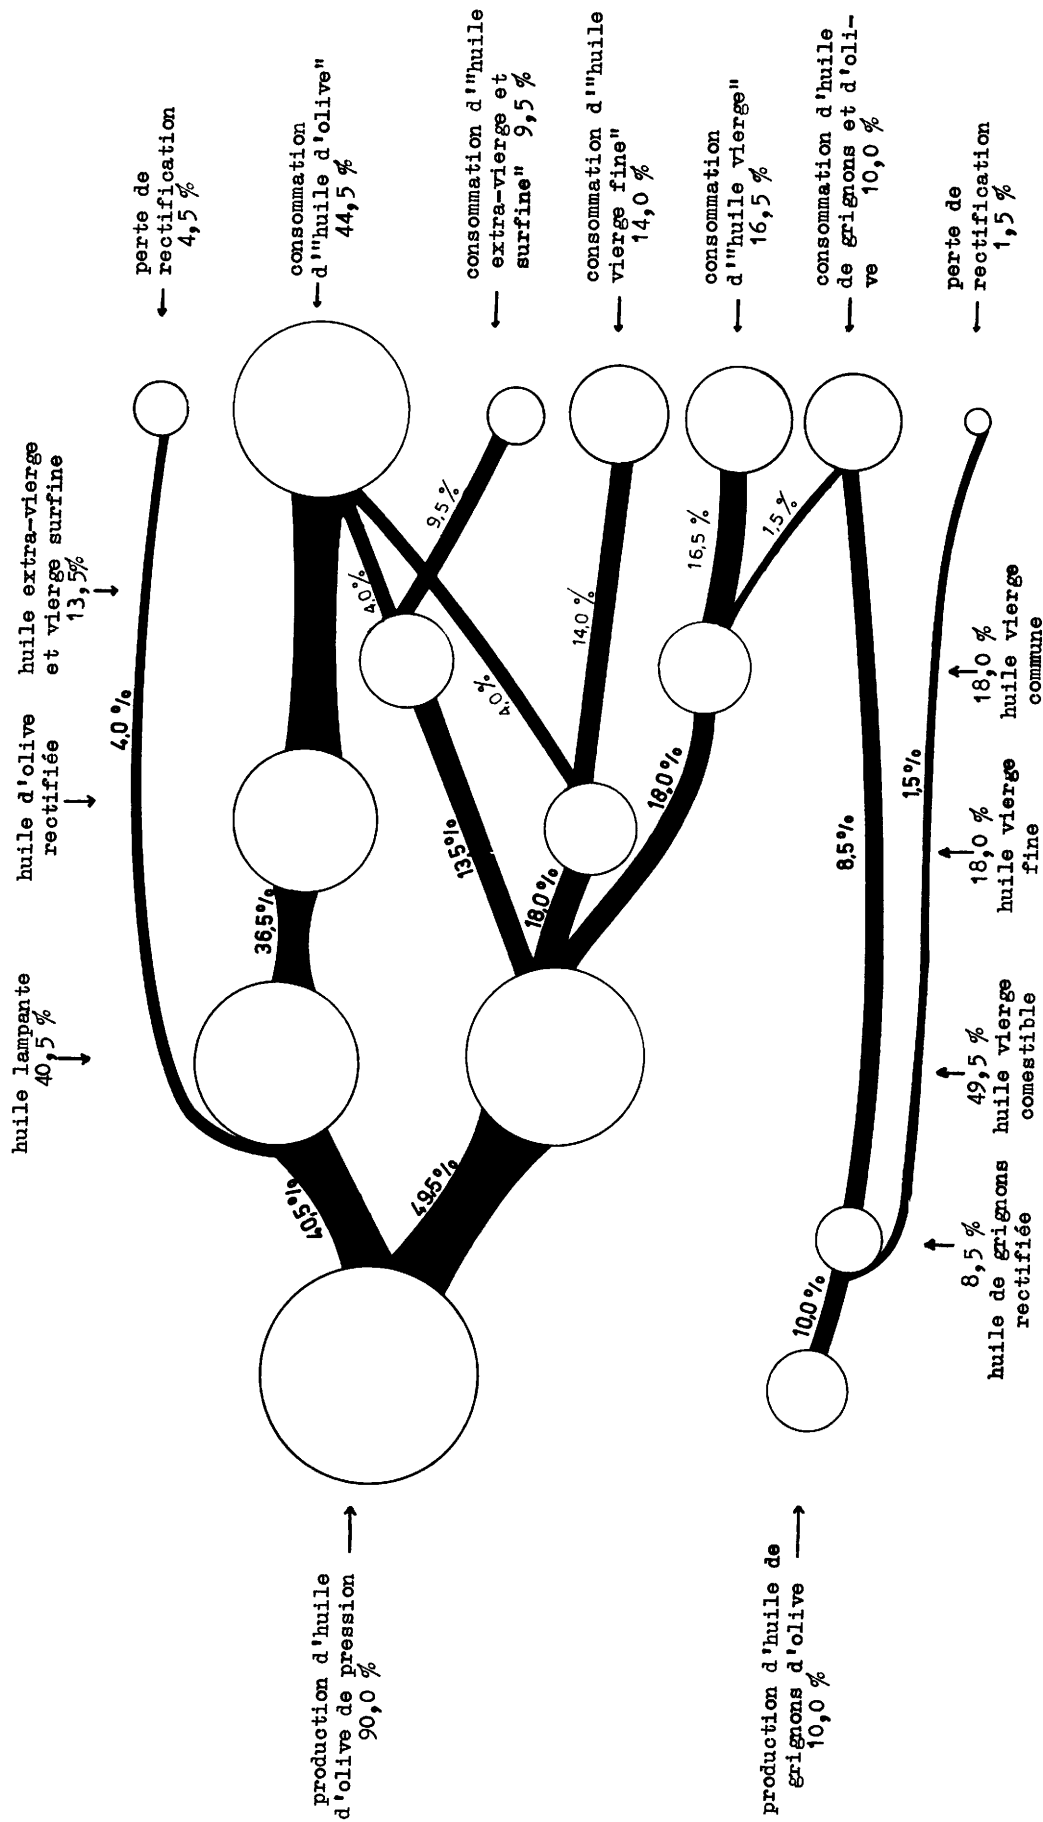 huile lampante
40,5 %
huile d'olive
rectifiée
huile extra-vierge
et vierge surfine
13,5%
perte de
rectification
4,5 %
consommation
d'"huile d'olive"
44,5 %
consommation d'"huile
extra-vierge et
surfine" 9,5 %
consommation d'"huile
vierge fine"
14,0 %
consommation
d'"huile vierge"
16,5 %
consommation d'huile
de grignons et d'oli-
ve 10,0 %
perte de
rectification
1,5 %
production d'huile
d'olive de pression
90,0 %
production d'huile de
grignons d'olive
10,0 %
4,0 %
40,5%
36,5%
49,5%
13,5%
18,0%
18,0%
4,0%
9,5%
4,0%
14,0%
16,5%
1,5%
10,0%
8,5%
1,5%
8,5 %
huile de grignons
rectifiée
49,5 %
huile vierge
comestible
18,0 %
huile vierge
fine
18,0 %
huile vierge
commune